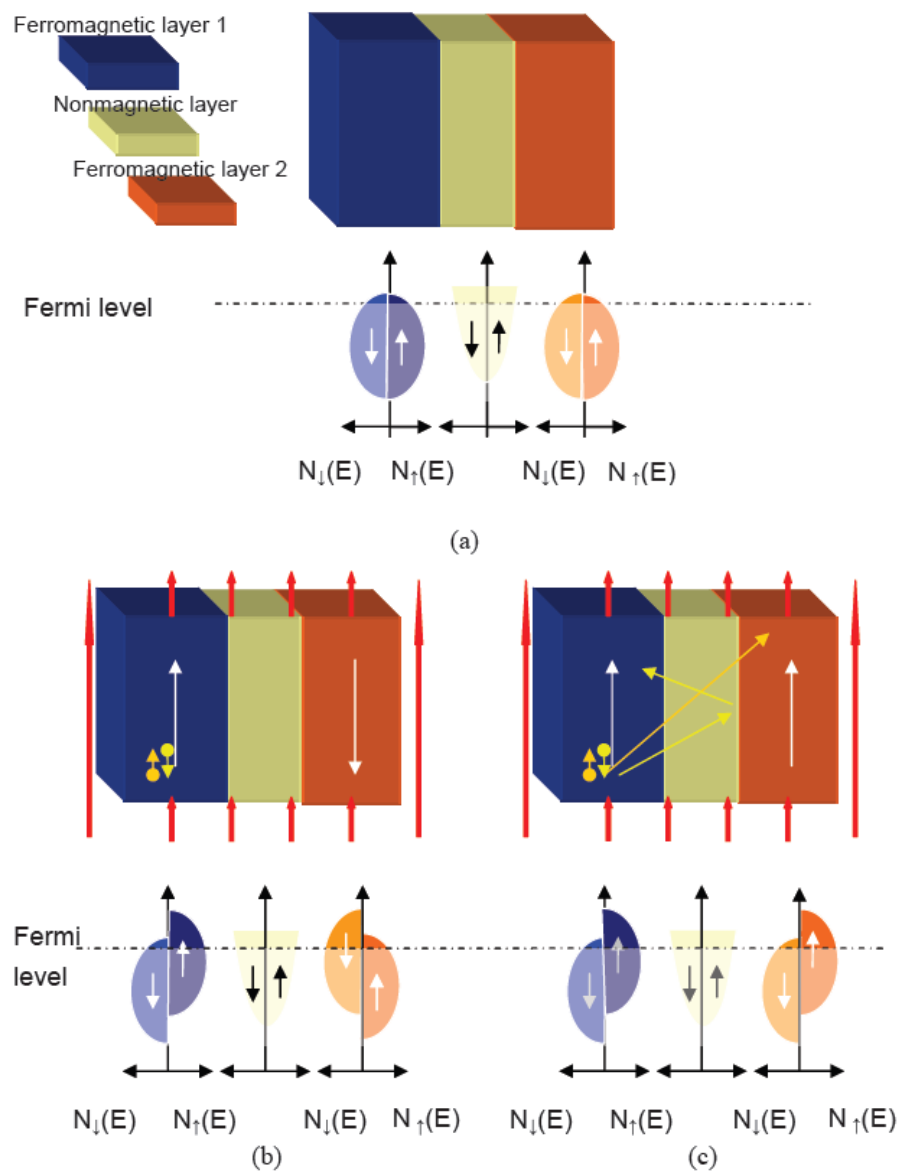 Ferromagnetic layer 1
Nonmagnetic layer
Ferromagnetic layer 2
Fermi level
N↓(E) N↑(E) N↓(E) N ↑(E)
(a)
Fermi
level
N↓(E) N↑(E) N↓(E) N ↑(E) N↓(E) N↑(E) N↓(E) N ↑(E)
(b) (c)